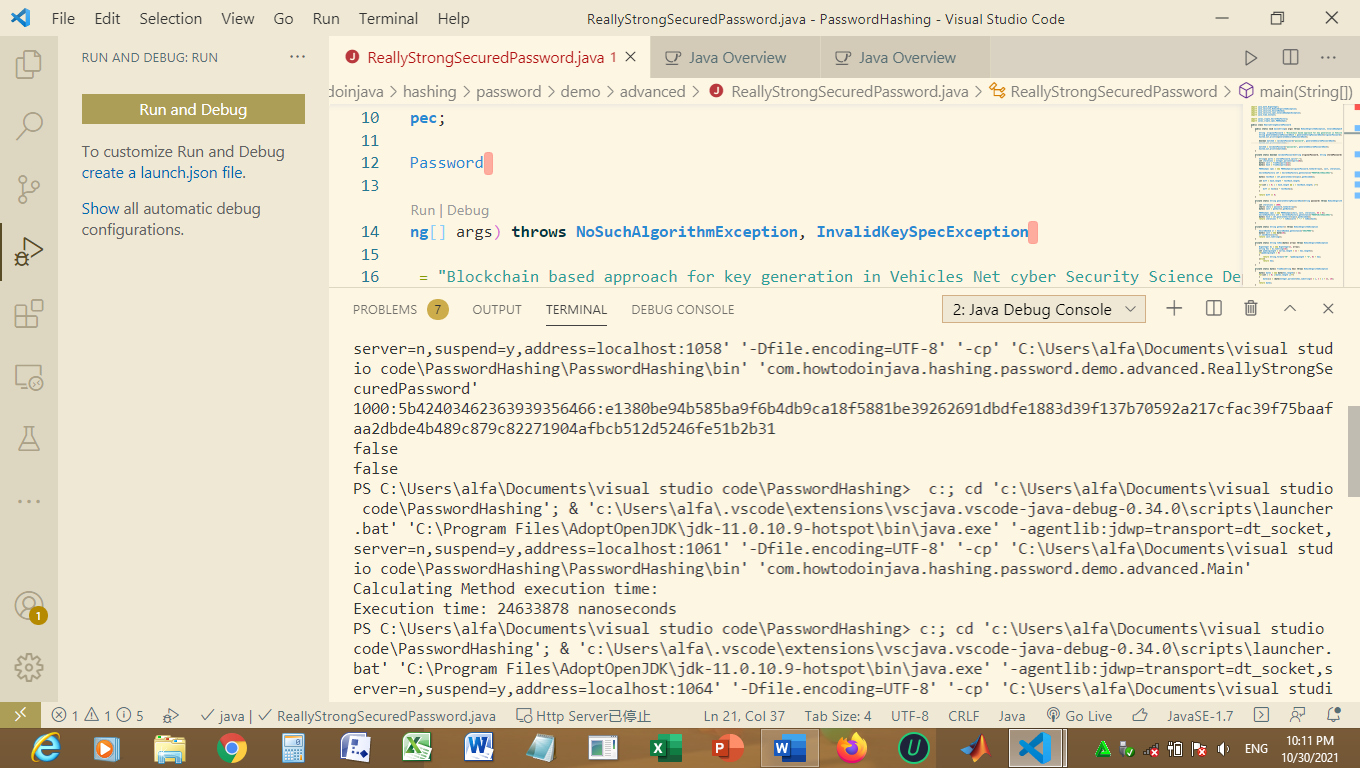 File Edit Selection View Go Run Terminal Help ReallyStrongSecuredPassword.java - PasswordHashing - Visual Studio Code
RUN AND DEBUG: RUN ···
Run and Debug
To customize Run and Debug
create a launch.json file.
Show all automatic debug
configurations.
ReallyStrongSecuredPassword.java 1 Java Overview Java Overview
doinjava > hashing > password > demo > advanced > ReallyStrongSecuredPassword.java > ReallyStrongSecuredPassword > main(String[])
10 pec;
11
12 Password
13
Run | Debug
14 ng[] args) throws NoSuchAlgorithmException, InvalidKeySpecException
15
16 = "Blockchain based approach for key generation in Vehicles Net cyber Security Science De
PROBLEMS 7 OUTPUT TERMINAL DEBUG CONSOLE 2: Java Debug Console
server=n,suspend=y,address=localhost:1058' '-Dfile.encoding=UTF-8' '-cp' 'C:\Users\alfa\Documents\visual stud
io code\PasswordHashing\PasswordHashing\bin' 'com.howtodoinjava.hashing.password.demo.advanced.ReallyStrongSe
curedPassword'
1000:5b42403462363939356466:e1380be94b585ba9f6b4db9ca18f5881be39262691dbdfe1883d39f137b70592a217cfac39f75baaf
aa2dbde4b489c879c82271904afbcb512d5246fe51b2b31
false
false
PS C:\Users\alfa\Documents\visual studio code\PasswordHashing>  c:; cd 'c:\Users\alfa\Documents\visual studio
 code\PasswordHashing'; & 'c:\Users\alfa\.vscode\extensions\vscjava.vscode-java-debug-0.34.0\scripts\launcher
.bat' 'C:\Program Files\AdoptOpenJDK\jdk-11.0.10.9-hotspot\bin\java.exe' '-agentlib:jdwp=transport=dt_socket,
server=n,suspend=y,address=localhost:1061' '-Dfile.encoding=UTF-8' '-cp' 'C:\Users\alfa\Documents\visual stud
io code\PasswordHashing\PasswordHashing\bin' 'com.howtodoinjava.hashing.password.demo.advanced.Main'
Calculating Method execution time:
Execution time: 24633878 nanoseconds
PS C:\Users\alfa\Documents\visual studio code\PasswordHashing> c:; cd 'c:\Users\alfa\Documents\visual studio
code\PasswordHashing'; & 'c:\Users\alfa\.vscode\extensions\vscjava.vscode-java-debug-0.34.0\scripts\launcher.
bat' 'C:\Program Files\AdoptOpenJDK\jdk-11.0.10.9-hotspot\bin\java.exe' '-agentlib:jdwp=transport=dt_socket,s
erver=n,suspend=y,address=localhost:1064' '-Dfile.encoding=UTF-8' '-cp' 'C:\Users\alfa\Documents\visual studi
1
1 1 5 java | ReallyStrongSecuredPassword.java Http Server已停止 Ln 21, Col 37 Tab Size: 4 UTF-8 CRLF Java Go Live JavaSE-1.7
ENG 10:11 PM
10/30/2021